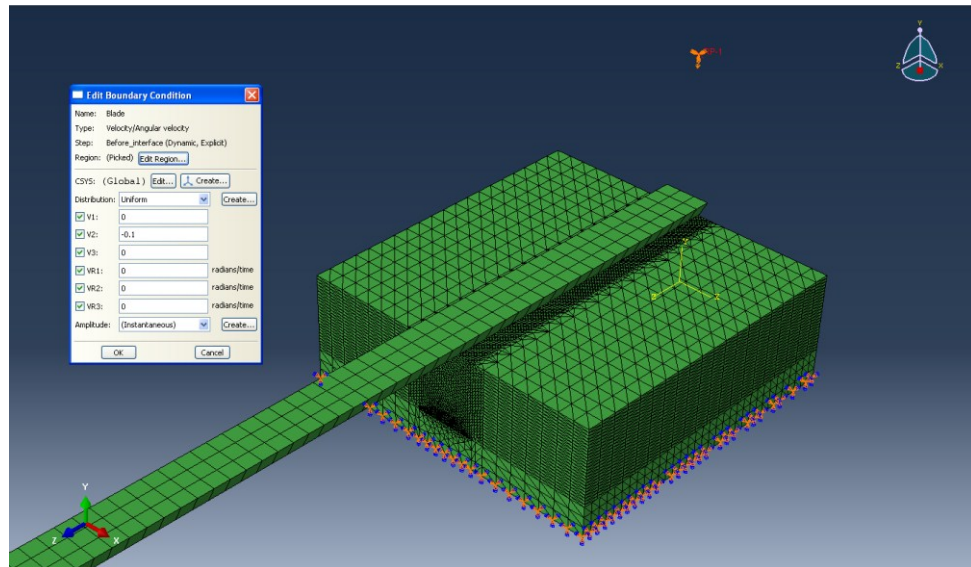 Edit Boundary Condition
Name: Blade
Type: Velocity/Angular velocity
Step: Before_interface (Dynamic, Explicit)
Region: (Picked) Edit Region...
CSYS: (Global) Edit... Create...
Distribution: Uniform Create...
V1: 0
V2: -0.1
V3: 0
VR1: 0 radians/time
VR2: 0 radians/time
VR3: 0 radians/time
Amplitude: (Instantaneous) Create...
OK Cancel
RP-1
Y
Z X
Y
Z X